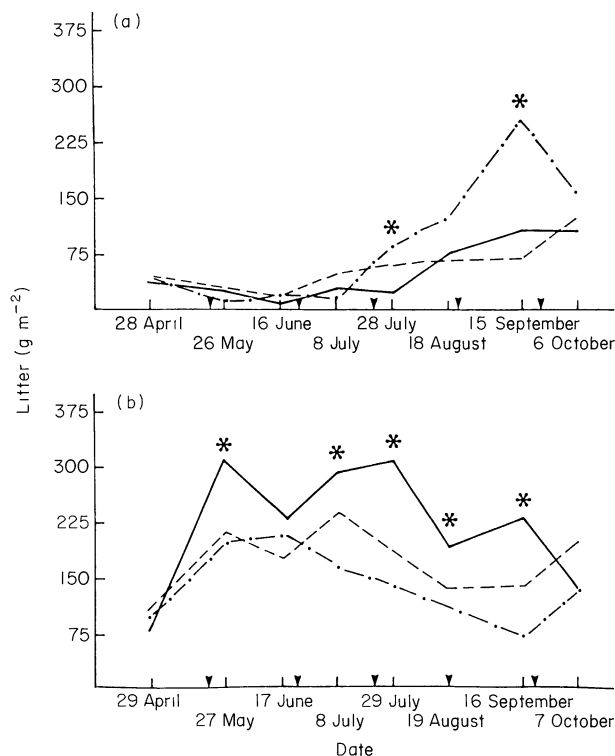 (a)
375
300
225
150
75
*
*
28 April 16 June 28 July 15 September
26 May 8 July 18 August 6 October
Litter (g m⁻²)
(b)
375
300
225
150
75
*
*
*
*
*
29 April 17 June 29 July 16 September
27 May 8 July 19 August 7 October
Date